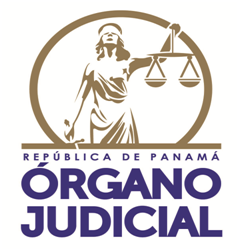 REPÚBLICA DE PANAMÁ
ÓRGANO
JUDICIAL